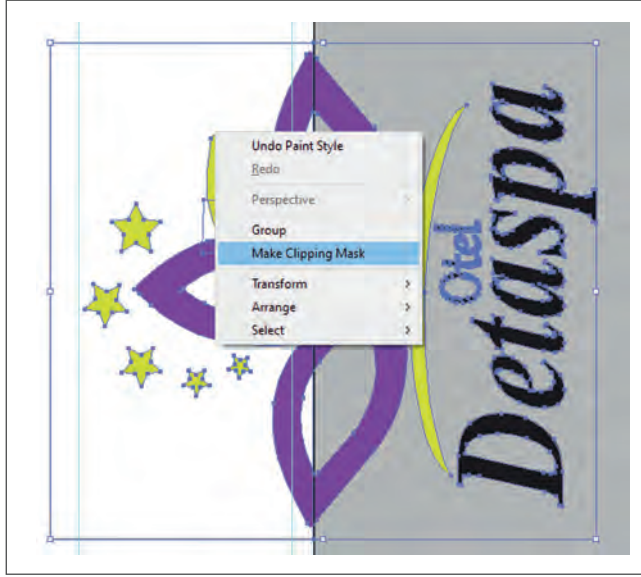 Undo Paint Style
Redo
Perspective
Group
Make Clipping Mask
Transform
Arrange
Select
Otel
Detaspa